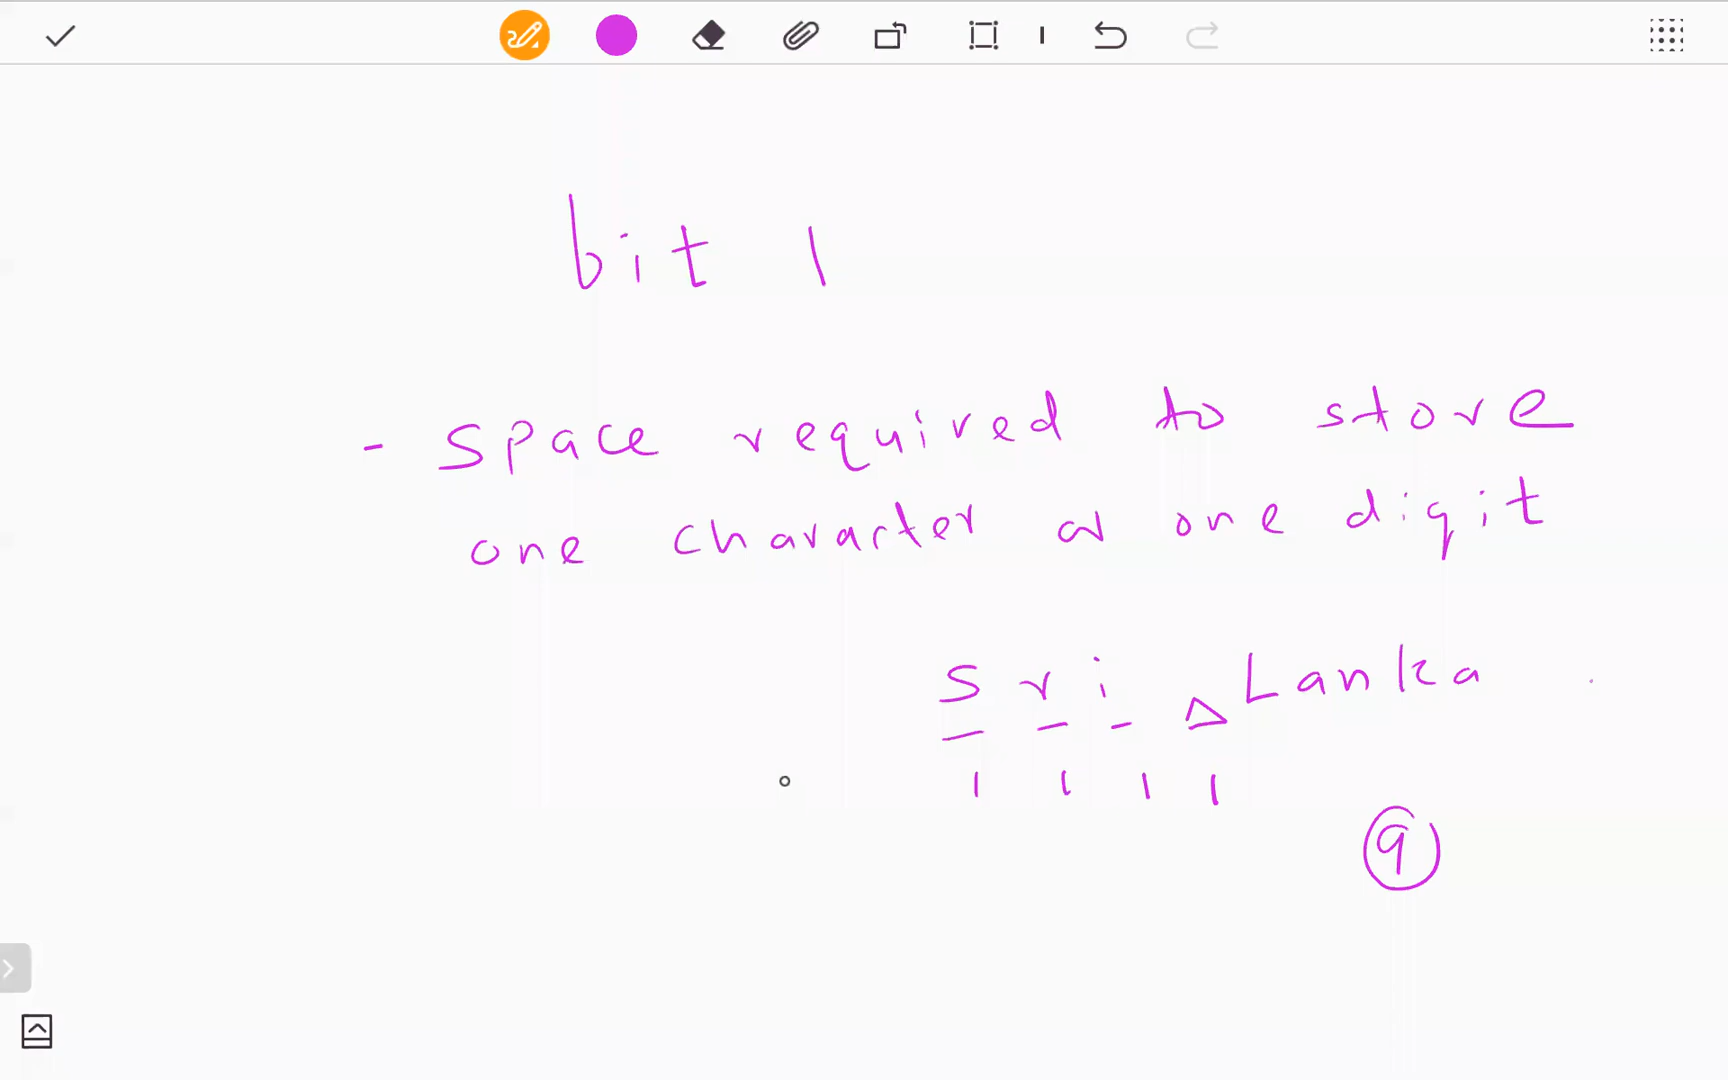 bit 1
- Space required to store
one character or one digit
Sri △ Lanka
1 1 1 1
9